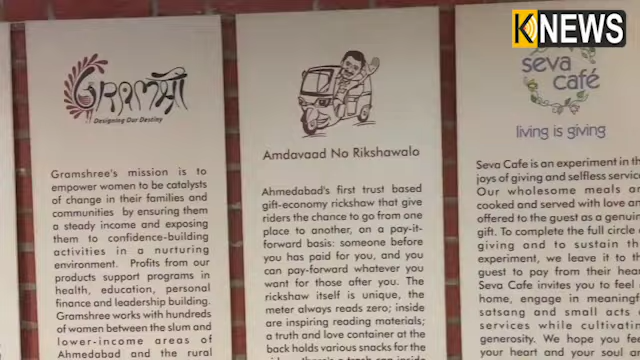 K NEWS
GRAMश्री
Designing Our Destiny
Gramshree's mission is to
empower women to be catalysts
of change in their families and
communities by ensuring them
a steady income and exposing
them to confidence-building
activities in a nurturing
environment. Profits from our
products support programs in
health, education, personal
finance and leadership building.
Gramshree works with hundreds
of women between the slum and
lower-income areas of
Ahmedabad and the rural
Amdavaad No Rikshawalo
Ahmedabad's first trust based
gift-economy rickshaw that give
riders the chance to go from one
place to another, on a pay-it-
forward basis: someone before
you has paid for you, and you
can pay-forward whatever you
want for those after you. The
rickshaw itself is unique, the
meter always reads zero; inside
are inspiring reading materials;
a truth and love container at the
back holds various snacks for the
seva
café
living is giving
Seva Cafe is an experiment in th
joys of giving and selfless servic
Our wholesome meals a
cooked and served with love an
offered to the guest as a genuin
gift. To complete the full circle
giving and to sustain th
experiment, we leave it to th
guest to pay from their hea
Seva Cafe invites you to feel
home, engage in meaningf
satsang and small acts
services while cultivatin
generosity. We hope you fe
your heart and your soul